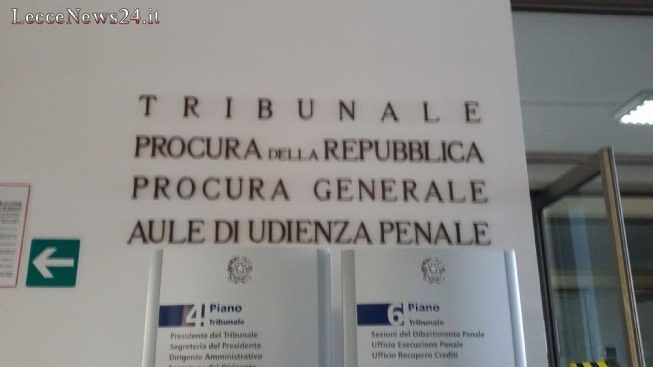 LecceNews24.it
TRIBUNALE
PROCURA DELLA REPUBBLICA
PROCURA GENERALE
AULE DI UDIENZA PENALE
4 Piano
Tribunale
Presidente del Tribunale
Segreteria del Presidente
Dirigente Amministrativo
6 Piano
Tribunale
Sezioni del Dibattimento Penale
Ufficio Esecuzione Penale
Ufficio Recupero Crediti